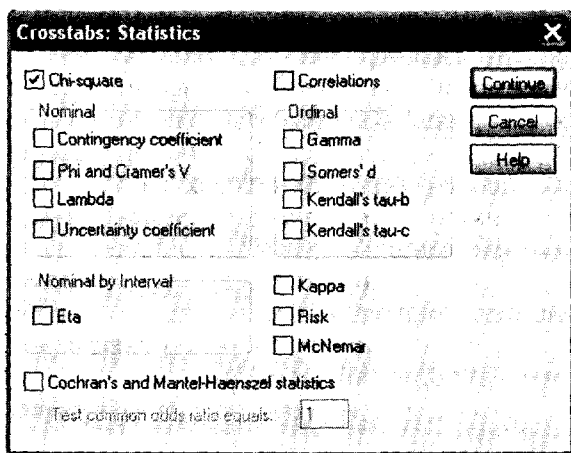 Crosstabs: Statistics
Chi-square
Correlations
Continue
Cancel
Help
Nominal
Contingency coefficient
Phi and Cramer's V
Lambda
Uncertainty coefficient
Ordinal
Gamma
Somers' d
Kendall's tau-b
Kendall's tau-c
Nominal by Interval
Eta
Kappa
Risk
McNemar
Cochran's and Mantel-Haenszel statistics
Test common odds ratio equals:
1